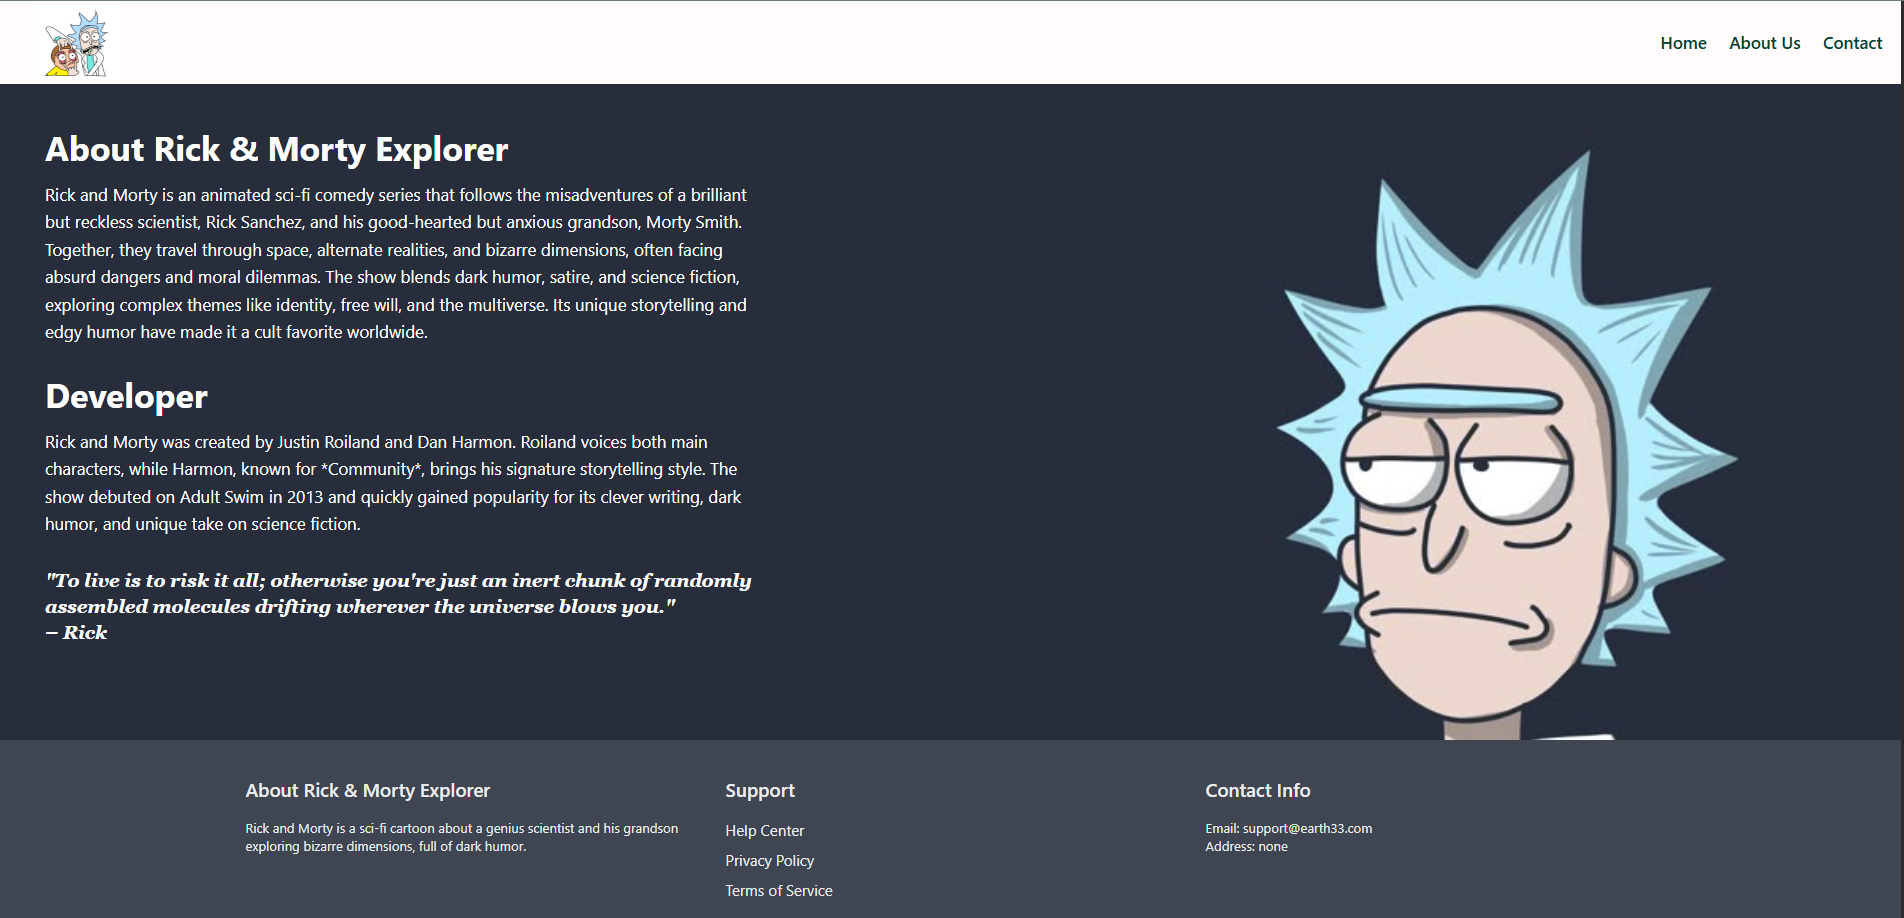 Home About Us Contact
About Rick & Morty Explorer
Rick and Morty is an animated sci-fi comedy series that follows the misadventures of a brilliant
but reckless scientist, Rick Sanchez, and his good-hearted but anxious grandson, Morty Smith.
Together, they travel through space, alternate realities, and bizarre dimensions, often facing
absurd dangers and moral dilemmas. The show blends dark humor, satire, and science fiction,
exploring complex themes like identity, free will, and the multiverse. Its unique storytelling and
edgy humor have made it a cult favorite worldwide.
Developer
Rick and Morty was created by Justin Roiland and Dan Harmon. Roiland voices both main
characters, while Harmon, known for *Community*, brings his signature storytelling style. The
show debuted on Adult Swim in 2013 and quickly gained popularity for its clever writing, dark
humor, and unique take on science fiction.
"To live is to risk it all; otherwise you're just an inert chunk of randomly
assembled molecules drifting wherever the universe blows you."
– Rick
About Rick & Morty Explorer
Rick and Morty is a sci-fi cartoon about a genius scientist and his grandson
exploring bizarre dimensions, full of dark humor.
Support
Help Center
Privacy Policy
Terms of Service
Contact Info
Email: support@earth33.com
Address: none